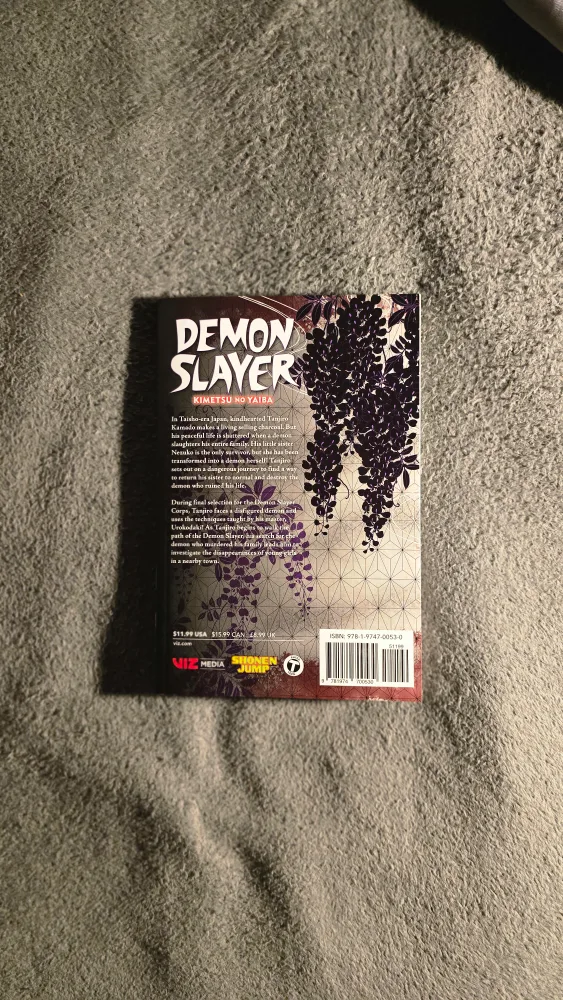 DEMON
SLAYER
KIMETSU NO YAIBA
In Taisho-era Japan, kindhearted Tanjiro
Kamado makes a living selling charcoal. But
his peaceful life is shattered when a demon
slaughters his entire family. His little sister
Nezuko is the only survivor, but she has been
transformed into a demon herself! Tanjiro
sets out on a dangerous journey to find a way
to return his sister to normal and destroy the
demon who ruined his life.
During final selection for the Demon Slayer
Corps, Tanjiro faces a disfigured demon and
uses the techniques taught by his master,
Urokodaki! As Tanjiro begins to walk the
path of the Demon Slayer, his search for the
demon who murdered his family leads him to
investigate the disappearances of young girls
in a nearby town.
$11.99 USA $15.99 CAN £8.99 UK
viz.com
VIZ MEDIA
SHONEN
JUMP
T
ISBN: 978-1-9747-0053-0
51199
9 781974 700530